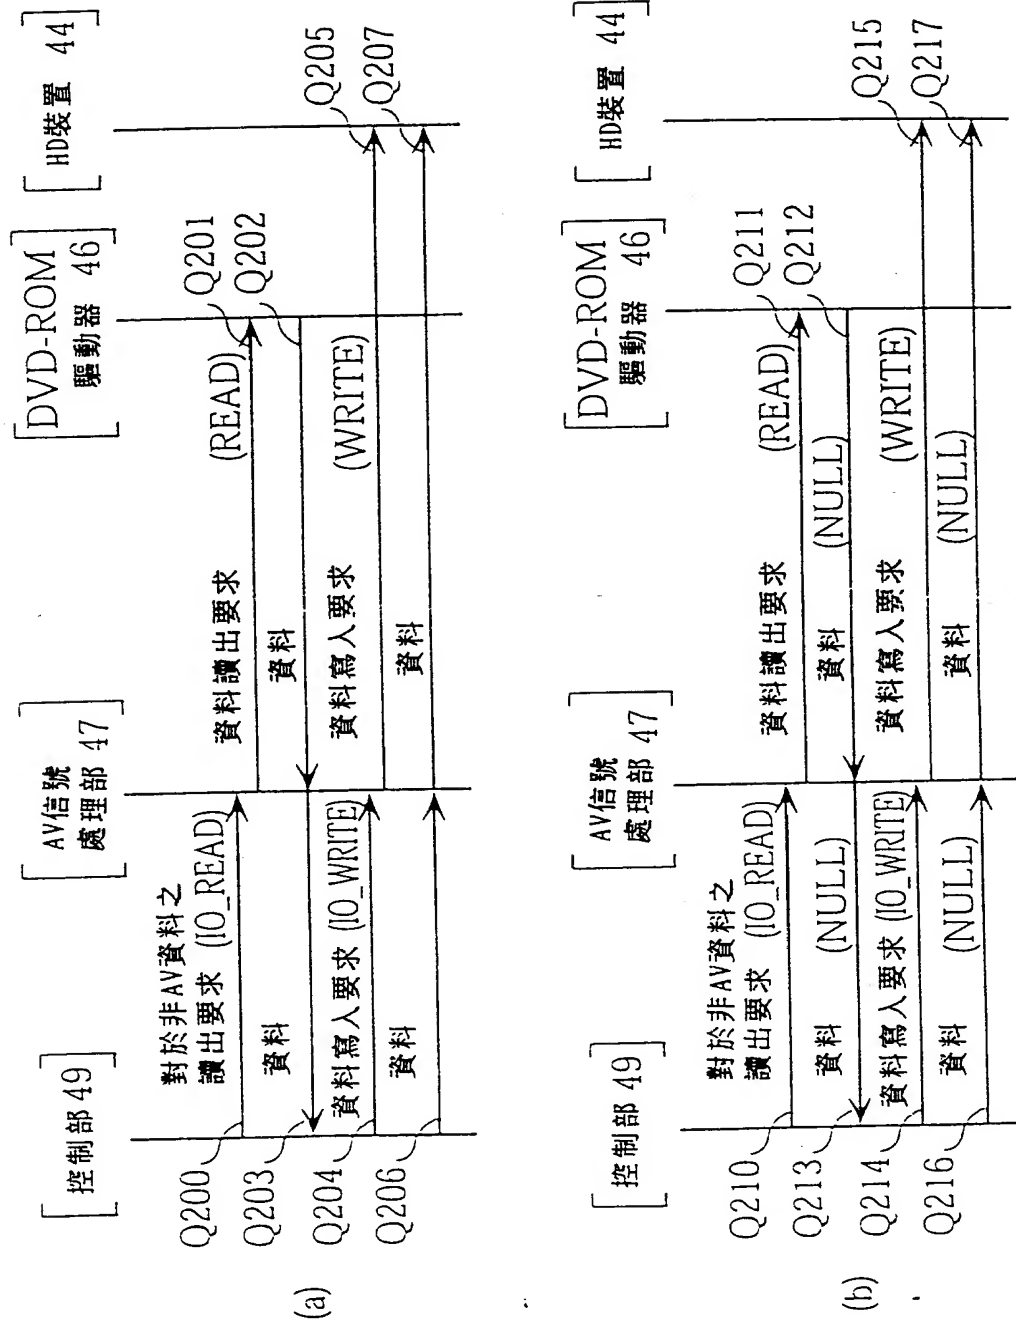 (a)
[控制部 49]
[AV信號
處理部 47]
[DVD-ROM
驅動器 46]
[HD裝置 44]
Q200
對於非AV資料之
讀出要求 (IO_READ)
資料讀出要求 (READ)
Q201
Q202
資料
Q203
資料
Q204
資料寫入要求 (IO_WRITE)
資料寫入要求 (WRITE)
Q205
Q206
資料
資料
Q207
(b)
[控制部 49]
[AV信號
處理部 47]
[DVD-ROM
驅動器 46]
[HD裝置 44]
Q210
對於非AV資料之
讀出要求 (IO_READ)
資料讀出要求 (READ)
Q211
Q212
資料 (NULL)
Q213
資料 (NULL)
Q214
資料寫入要求 (IO_WRITE)
資料寫入要求 (WRITE)
Q215
Q216
資料 (NULL)
資料 (NULL)
Q217